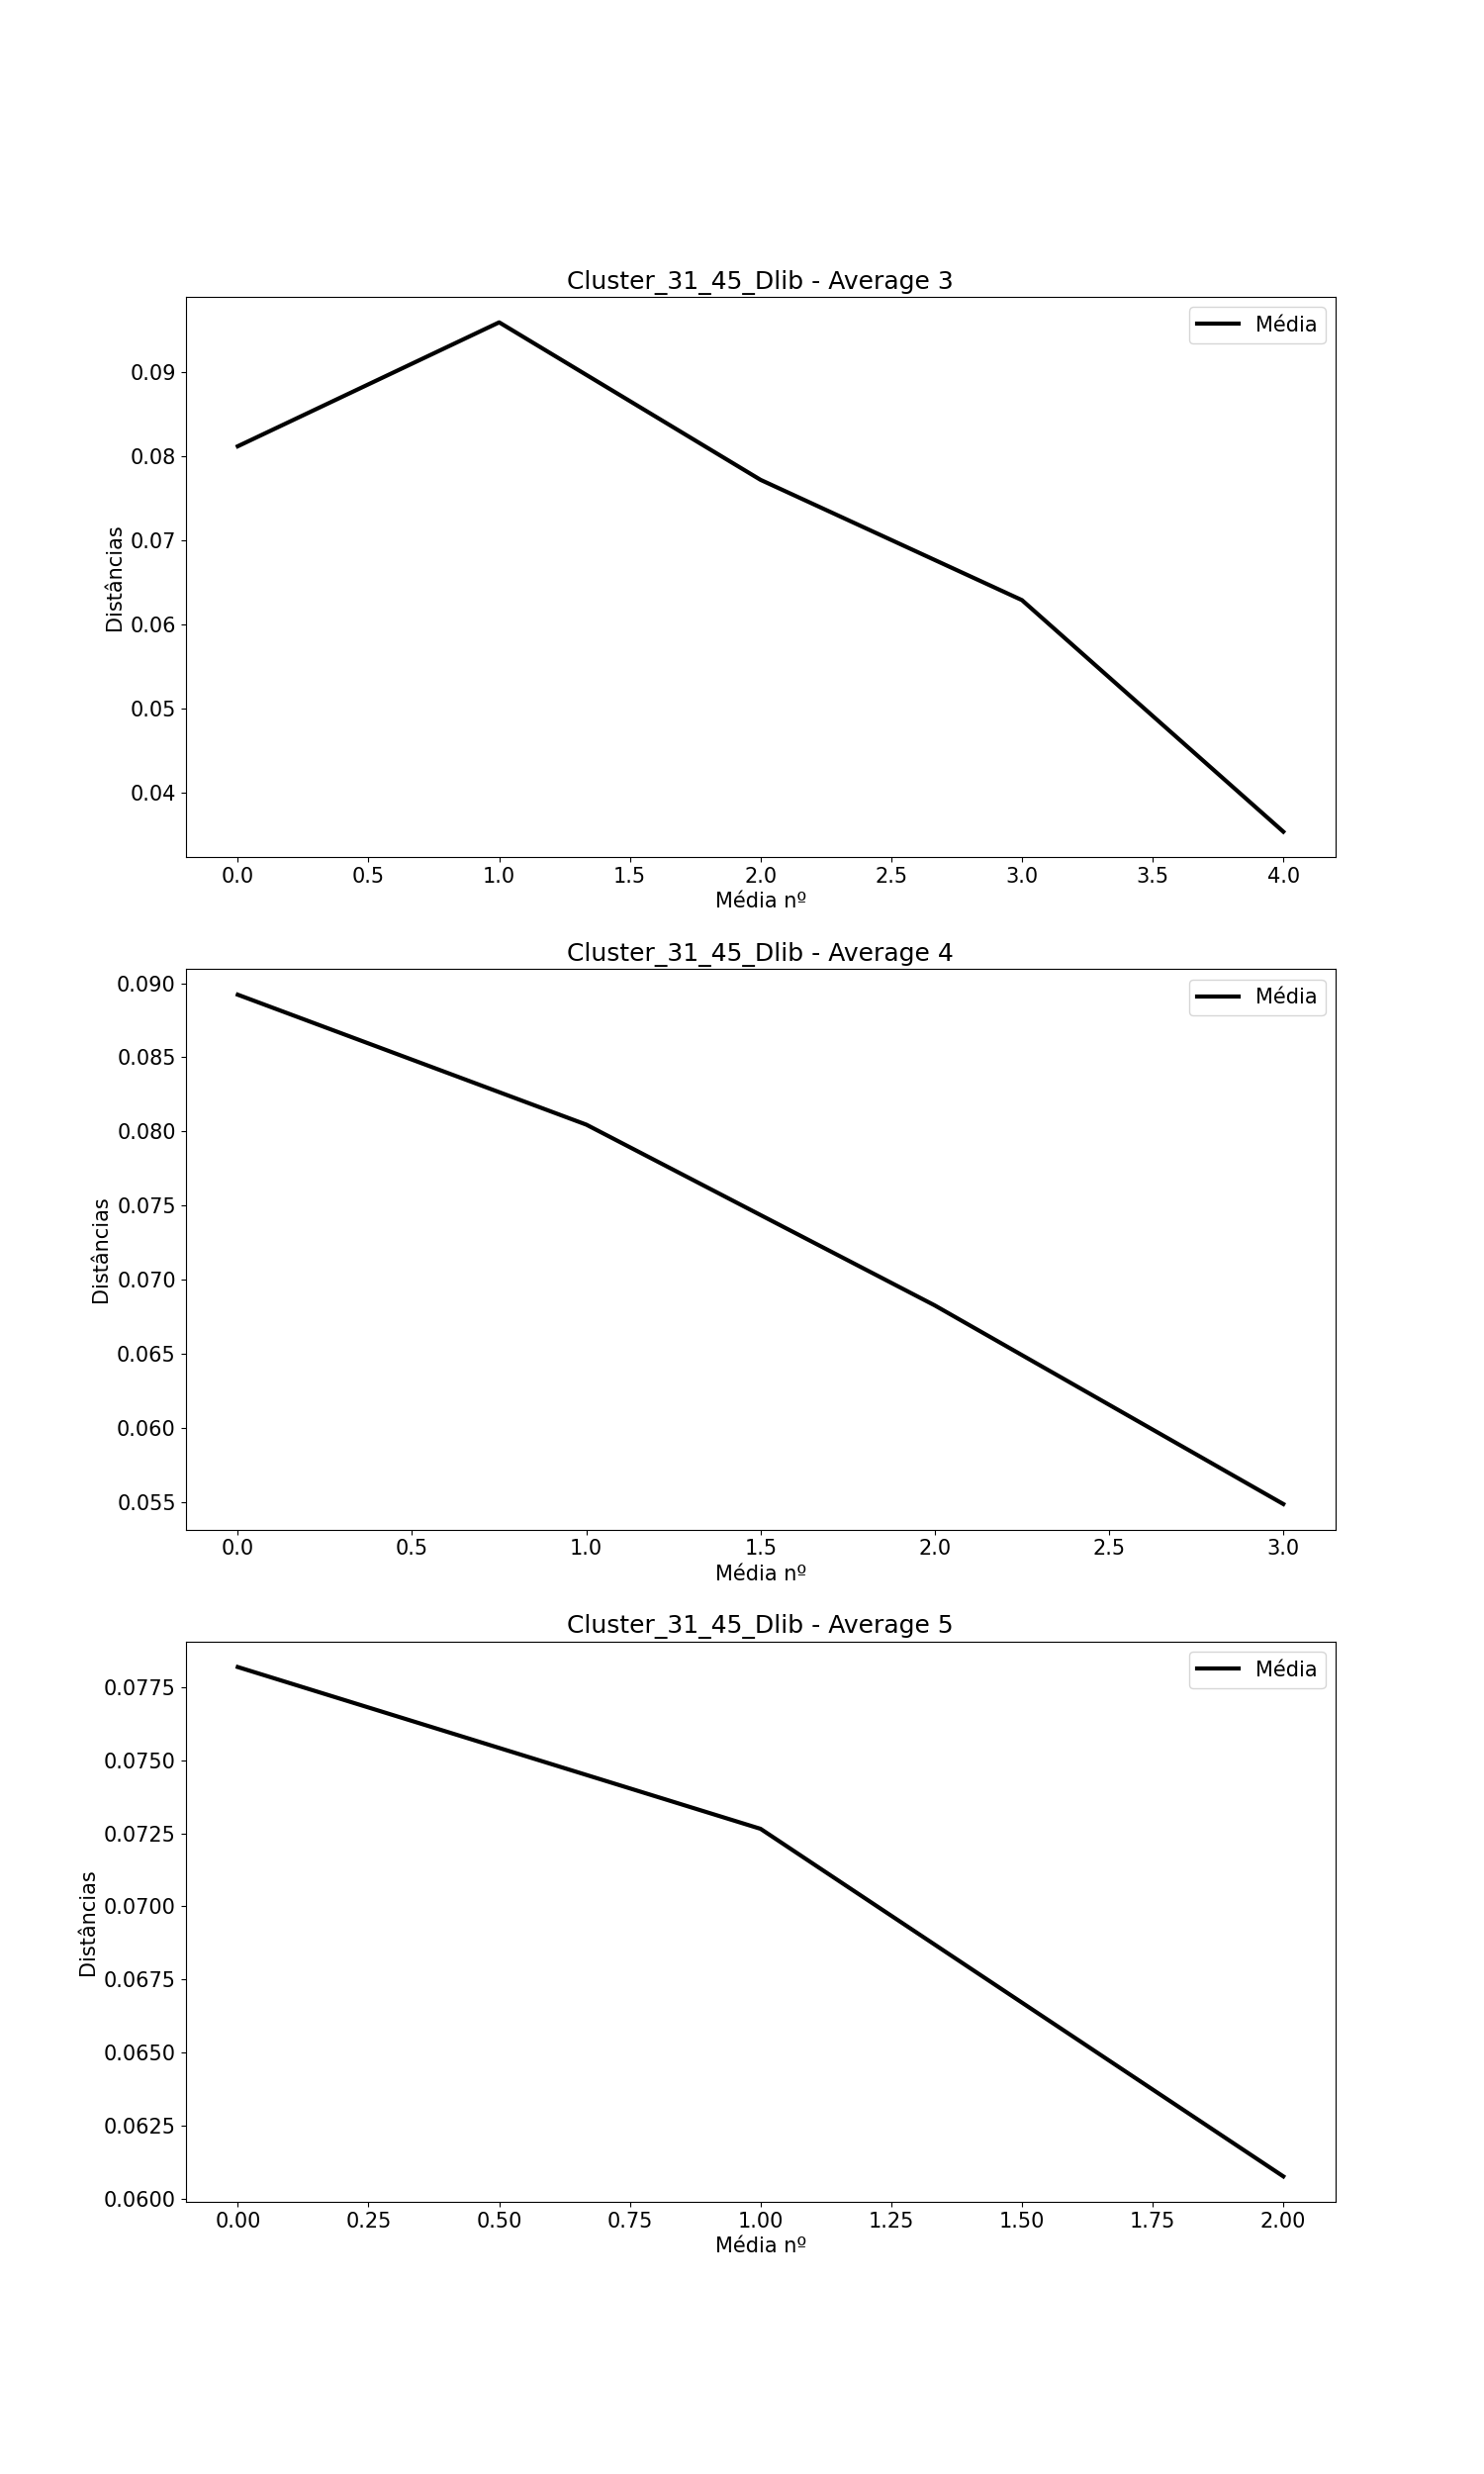 Cluster_31_45_Dlib - Average 3
Média
0.09
0.08
0.07
0.06
0.05
0.04
Distâncias
0.0 0.5 1.0 1.5 2.0 2.5 3.0 3.5 4.0
Média nº
Cluster_31_45_Dlib - Average 4
Média
0.090
0.085
0.080
0.075
0.070
0.065
0.060
0.055
Distâncias
0.0 0.5 1.0 1.5 2.0 2.5 3.0
Média nº
Cluster_31_45_Dlib - Average 5
Média
0.0775
0.0750
0.0725
0.0700
0.0675
0.0650
0.0625
0.0600
Distâncias
0.00 0.25 0.50 0.75 1.00 1.25 1.50 1.75 2.00
Média nº